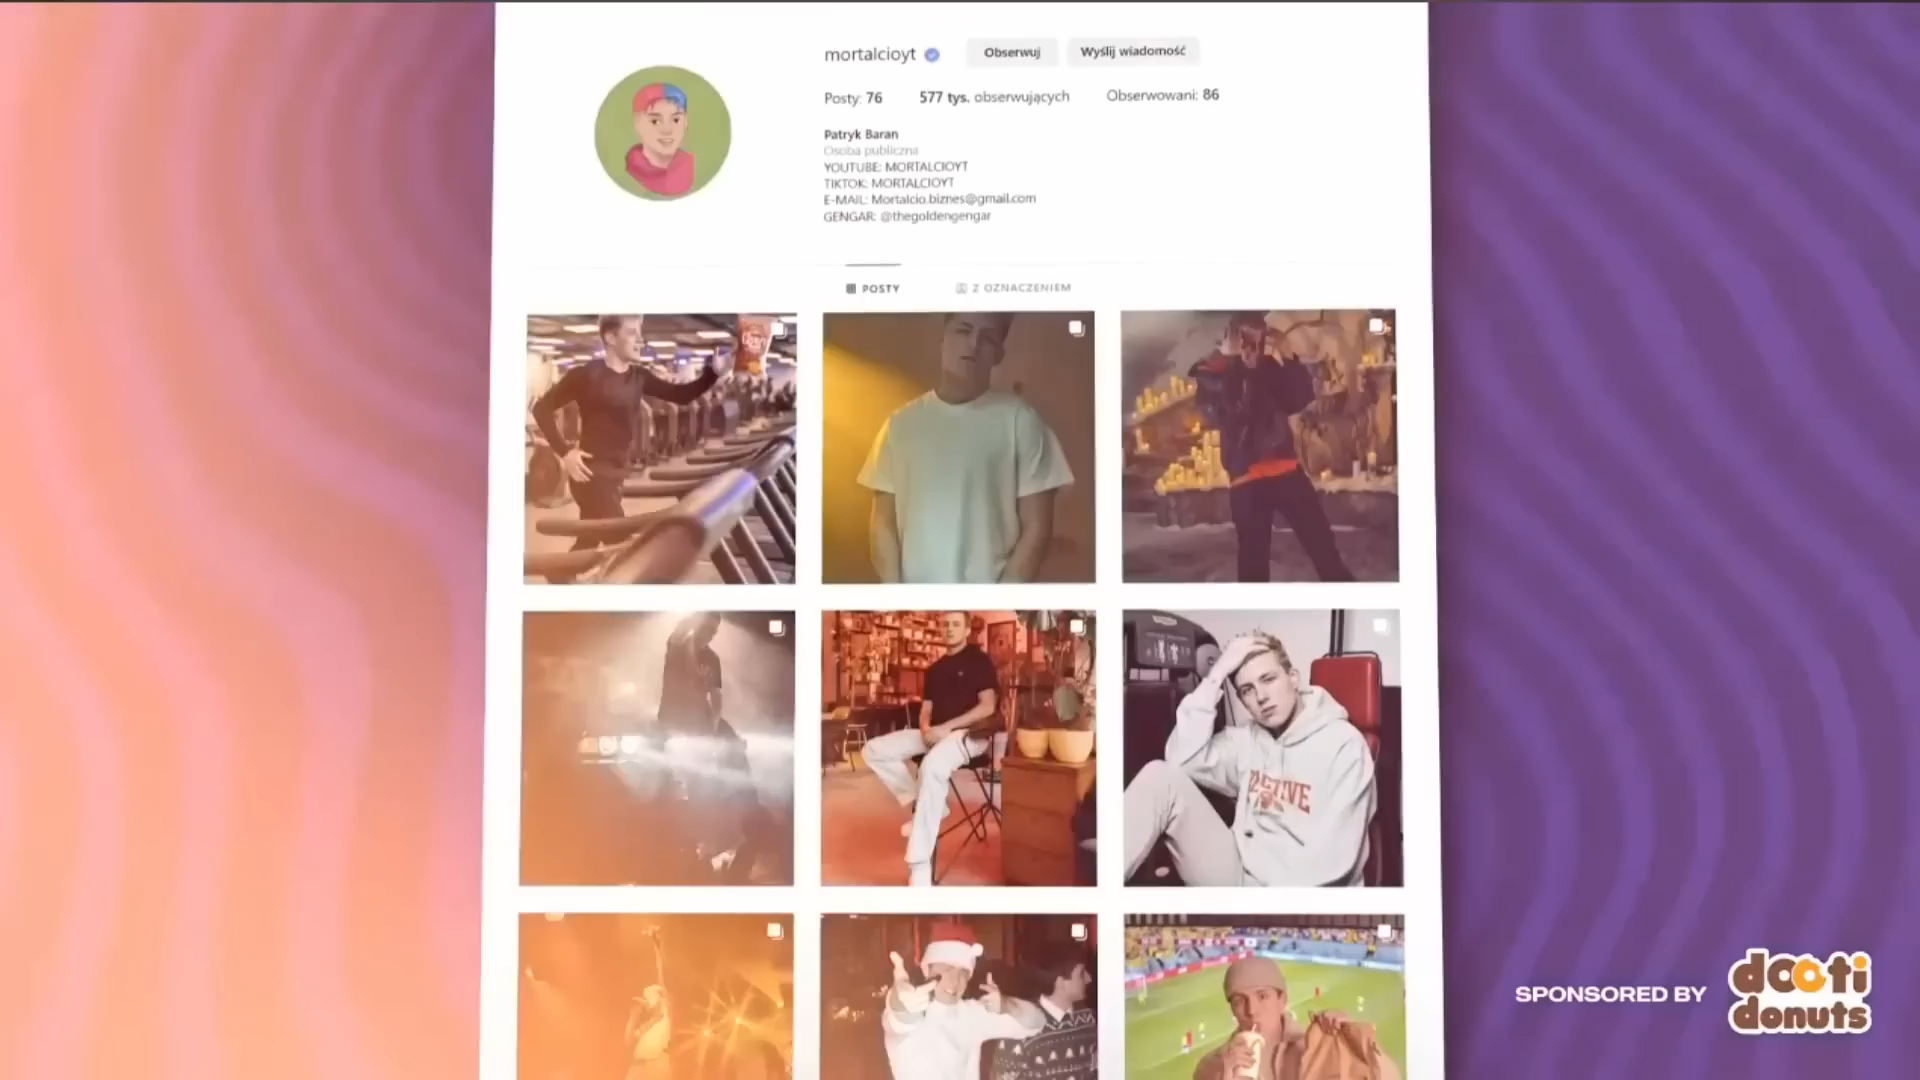 mortalcioyt
Obserwuj
Wyślij wiadomość
Posty: 76
577 tys. obserwujących
Obserwowani: 86
Patryk Baran
Osoba publiczna
YOUTUBE: MORTALCIOYT
TIKTOK: MORTALCIOYT
E-MAIL: Mortalcio.biznes@gmail.com
GENGAR: @thegoldengengar
POSTY
Z OZNACZENIEM
SPONSORED BY
dooti
donuts